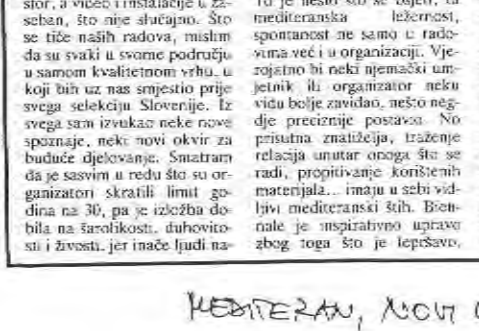 stor, a video i instalacije u za-
seban, što nije slučajno. Što
se tiče naših radova, mislim
da su svaki u svome području
u samom kvalitetnom vrhu, u
koji bih uz nas smjestio prije
svega selekciju Slovenije. Iz
svega sam izvukao neke nove
spoznaje, neki novi okvir za
buduće djelovanje. Smatram
da je sasvim u redu što su or-
ganizatori skratili limit go-
dina na 30, pa je izložba do-
bila na šarolikosti, duhovito-
sti i živosti, jer inače ljudi na-
To je nešto što se osjeti, ta
mediteranska ležernost,
spontanost ne samo u rado-
vima već i u organizaciji. Vje-
rojatno bi neki njemački um-
jetnik ili organizator neku
vidu bolje zavidao, nešto neg-
dje preciznije postavio. No
prisutna znatiželja, traženje
relacija unutar onoga što se
radi, propitivanje korištenih
materijala... imaju u sebi vid-
ljivi mediteranski štih. Bien-
nale je inspirativno upravo
zbog toga što je lepršavo,
MEDITERAN, NOVI